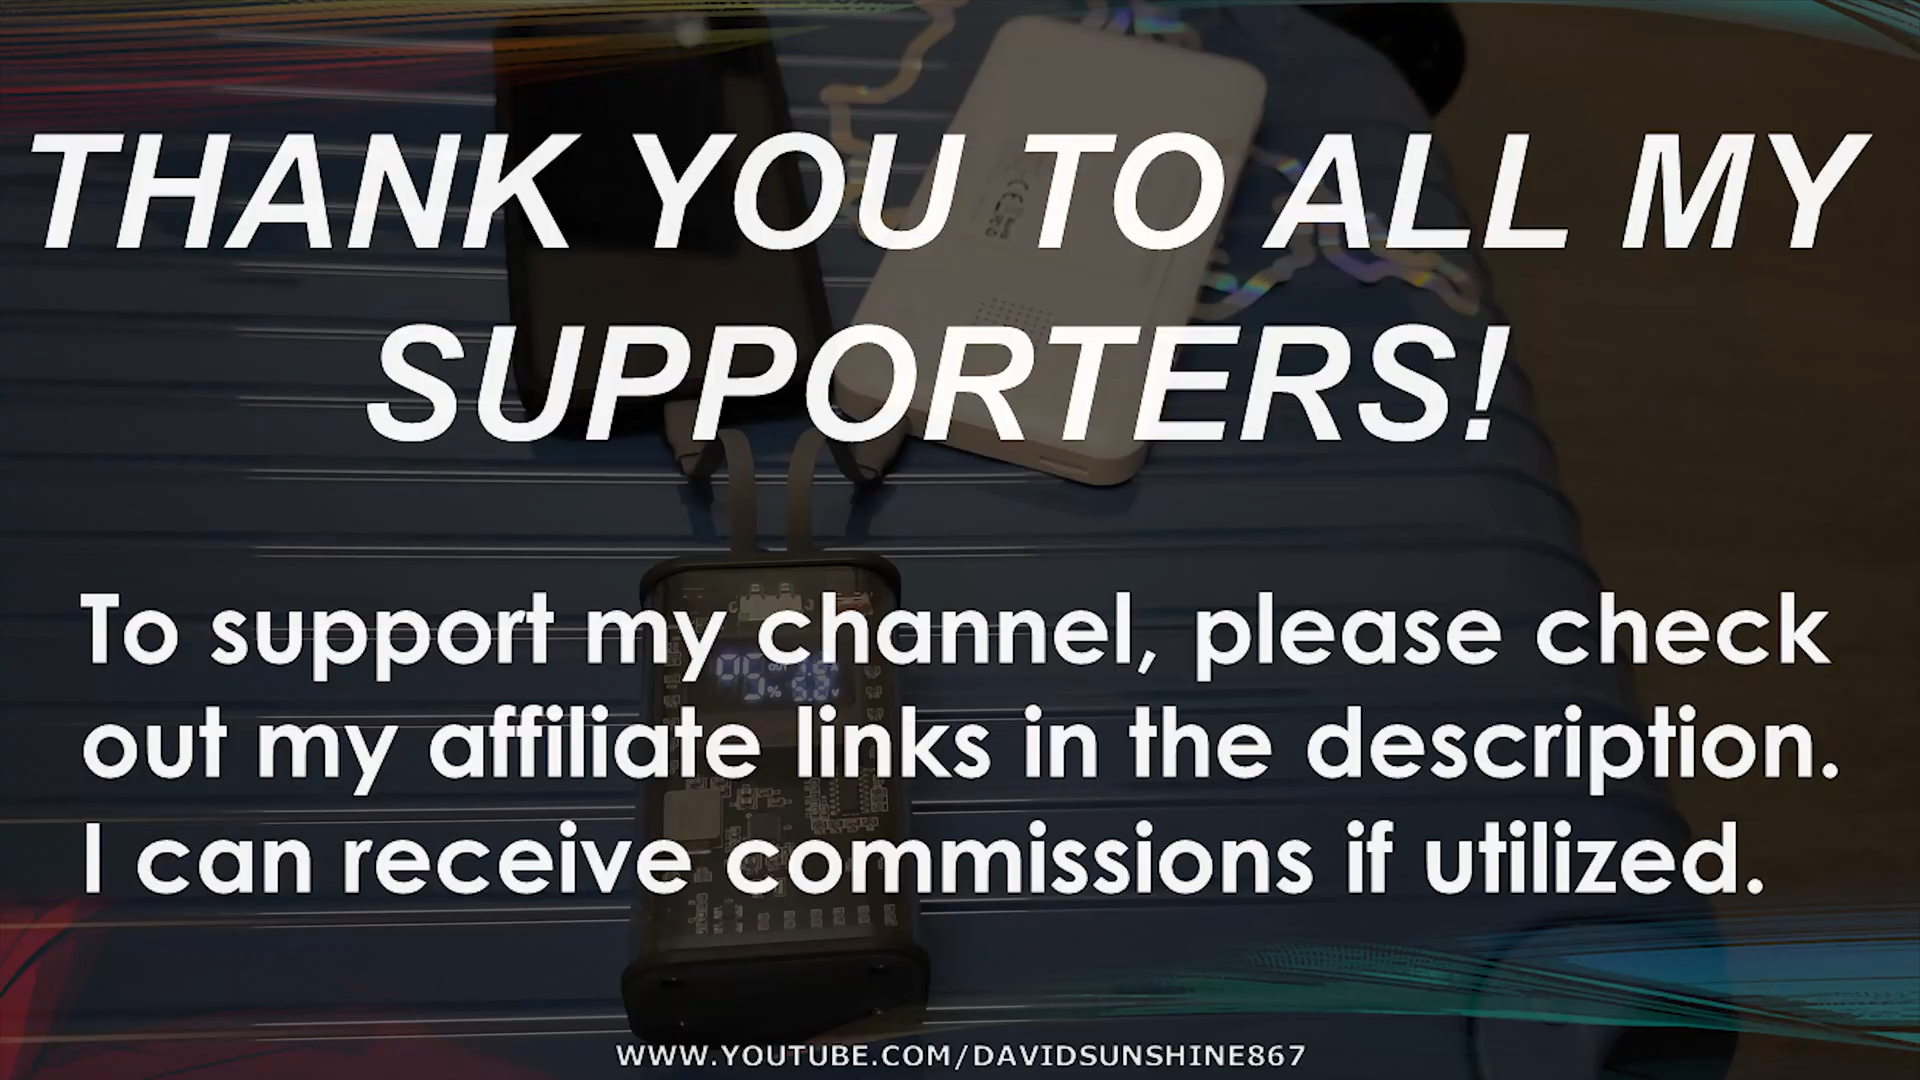 THANK YOU TO ALL MY
SUPPORTERS!
To support my channel, please check
out my affiliate links in the description.
I can receive commissions if utilized.
WWW.YOUTUBE.COM/DAVIDSUNSHINE867